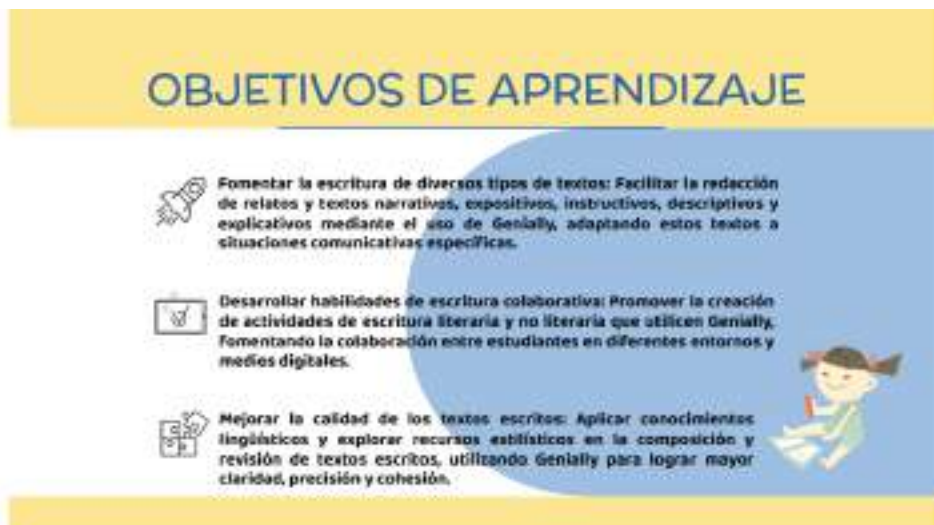 OBJETIVOS DE APRENDIZAJE
Fomentar la escritura de diversos tipos de textos: Facilitar la redacción
de relatos y textos narrativos, expositivos, instructivos, descriptivos y
explicativos mediante el uso de Genially, adaptando estos textos a
situaciones comunicativas específicas.
Desarrollar habilidades de escritura colaborativa: Promover la creación
de actividades de escritura literaria y no literaria que utilicen Genially,
Fomentando la colaboración entre estudiantes en diferentes entornos y
medios digitales.
Mejorar la calidad de los textos escritos: Aplicar conocimientos
lingüísticos y explorar recursos estilísticos en la composición y
revisión de textos escritos, utilizando Genially para lograr mayor
claridad, precisión y cohesión.